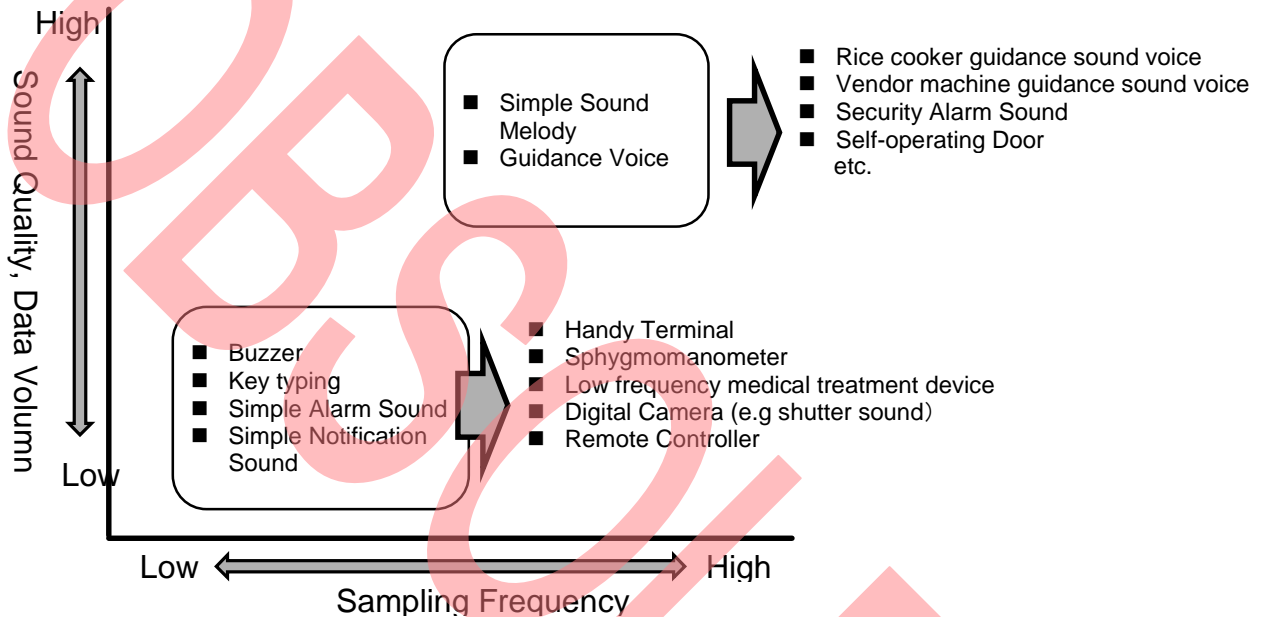 High
Sound Quality, Data Volumn
Low
■ Simple Sound
Melody
■ Guidance Voice
■ Rice cooker guidance sound voice
■ Vendor machine guidance sound voice
■ Security Alarm Sound
■ Self-operating Door
etc.
■ Buzzer
■ Key typing
■ Simple Alarm Sound
■ Simple Notification
Sound
■ Handy Terminal
■ Sphygmomanometer
■ Low frequency medical treatment device
■ Digital Camera (e.g shutter sound）
■ Remote Controller
Low
High
Sampling Frequency
OBSOL